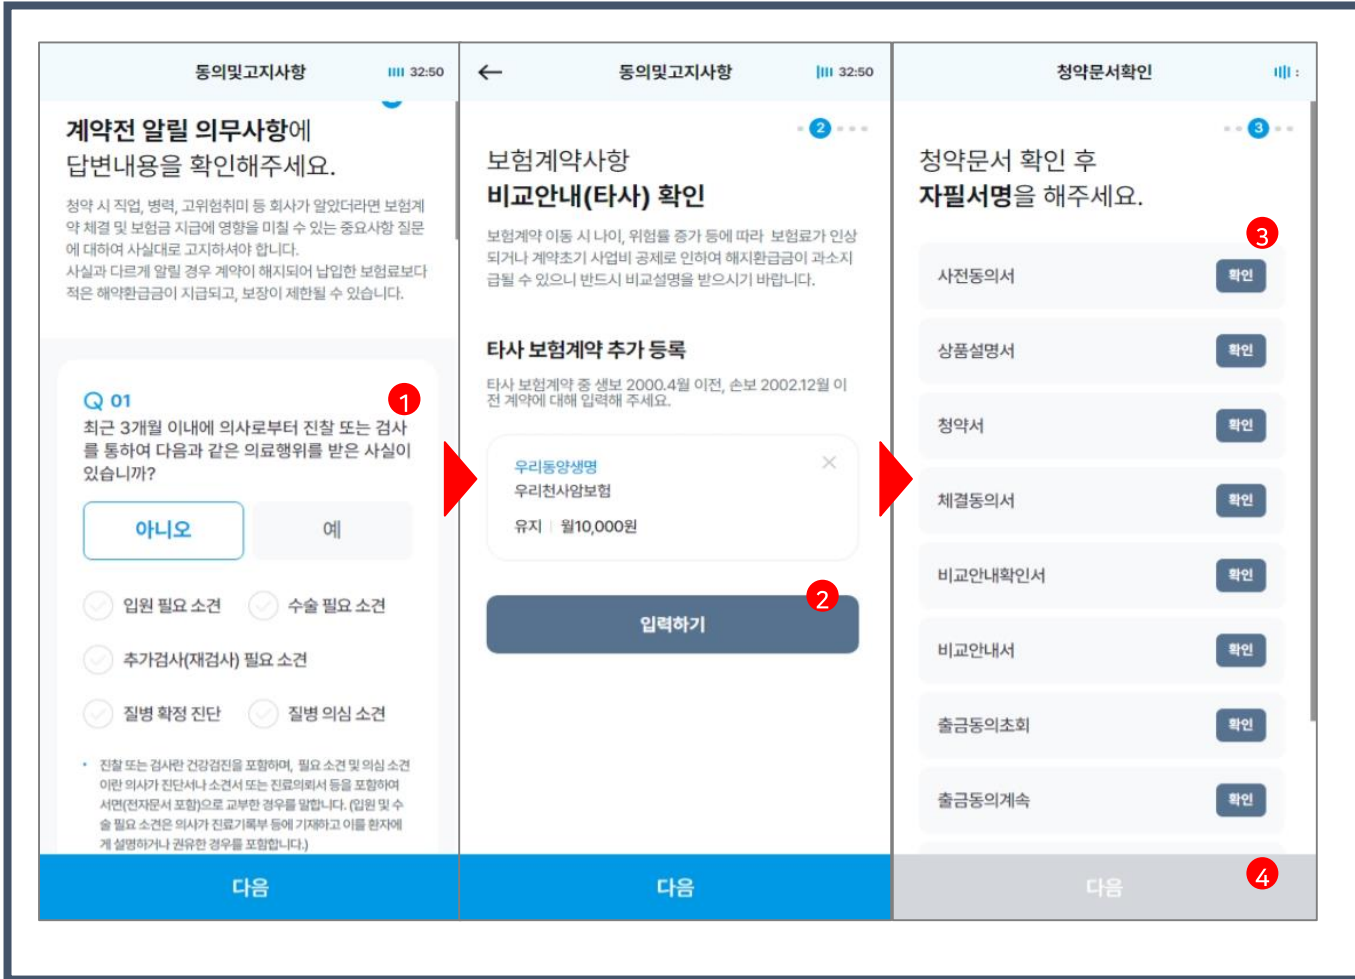 동의및고지사항
32:50
계약전 알릴 의무사항에
답변내용을 확인해주세요.
청약 시 직업, 병력, 고위험취미 등 회사가 알았더라면 보험계
약 체결 및 보험금 지급에 영향을 미칠 수 있는 중요사항 질문
에 대하여 사실대로 고지하셔야 합니다.
사실과 다르게 알릴 경우 계약이 해지되어 납입한 보험료보다
적은 해약환급금이 지급되고, 보장이 제한될 수 있습니다.
Q 01
1
최근 3개월 이내에 의사로부터 진찰 또는 검사
를 통하여 다음과 같은 의료행위를 받은 사실이
있습니까?
아니오
예
입원 필요 소견
수술 필요 소견
추가검사(재검사) 필요 소견
질병 확정 진단
질병 의심 소견
• 진찰 또는 검사란 건강검진을 포함하며, 필요 소견 및 의심 소견
이란 의사가 진단서나 소견서 또는 진료의뢰서 등을 포함하여
서면(전자문서 포함)으로 교부한 경우를 말합니다. (입원 및 수
술 필요 소견은 의사가 진료기록부 등에 기재하고 이를 환자에
게 설명하거나 권유한 경우를 포함합니다.)
다음
동의및고지사항
32:50
2
보험계약사항
비교안내(타사) 확인
보험계약 이동 시 나이, 위험률 증가 등에 따라 보험료가 인상
되거나 계약초기 사업비 공제로 인하여 해지환급금이 과소지
급될 수 있으니 반드시 비교설명을 받으시기 바랍니다.
타사 보험계약 추가 등록
타사 보험계약 중 생보 2000.4월 이전, 손보 2002.12월 이
전 계약에 대해 입력해 주세요.
우리동양생명
우리천사암보험
유지 | 월10,000원
2
입력하기
다음
청약문서확인
3
청약문서 확인 후
자필서명을 해주세요.
3
사전동의서
확인
상품설명서
확인
청약서
확인
체결동의서
확인
비교안내확인서
확인
비교안내서
확인
출금동의초회
확인
출금동의계속
확인
다음
4